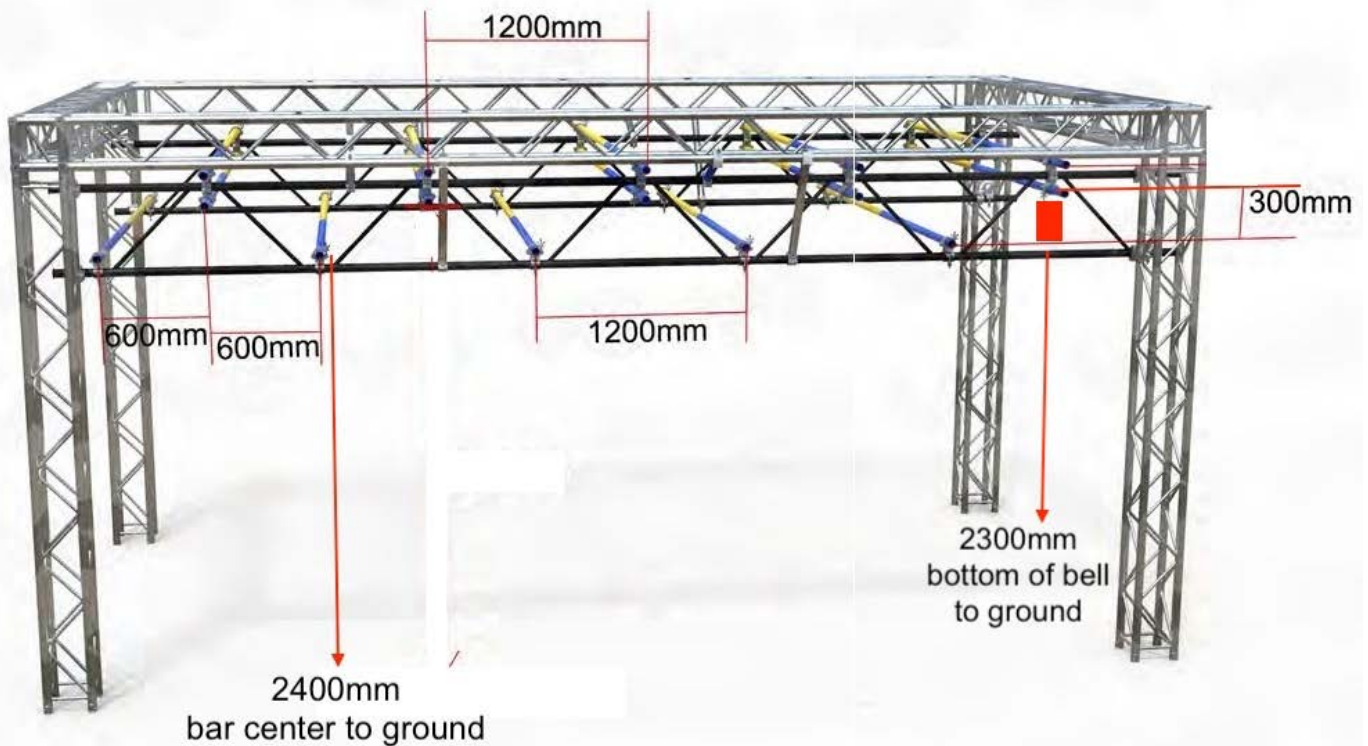 1200mm
300mm
600mm
600mm
1200mm
2300mm
bottom of bell
to ground
2400mm
bar center to ground